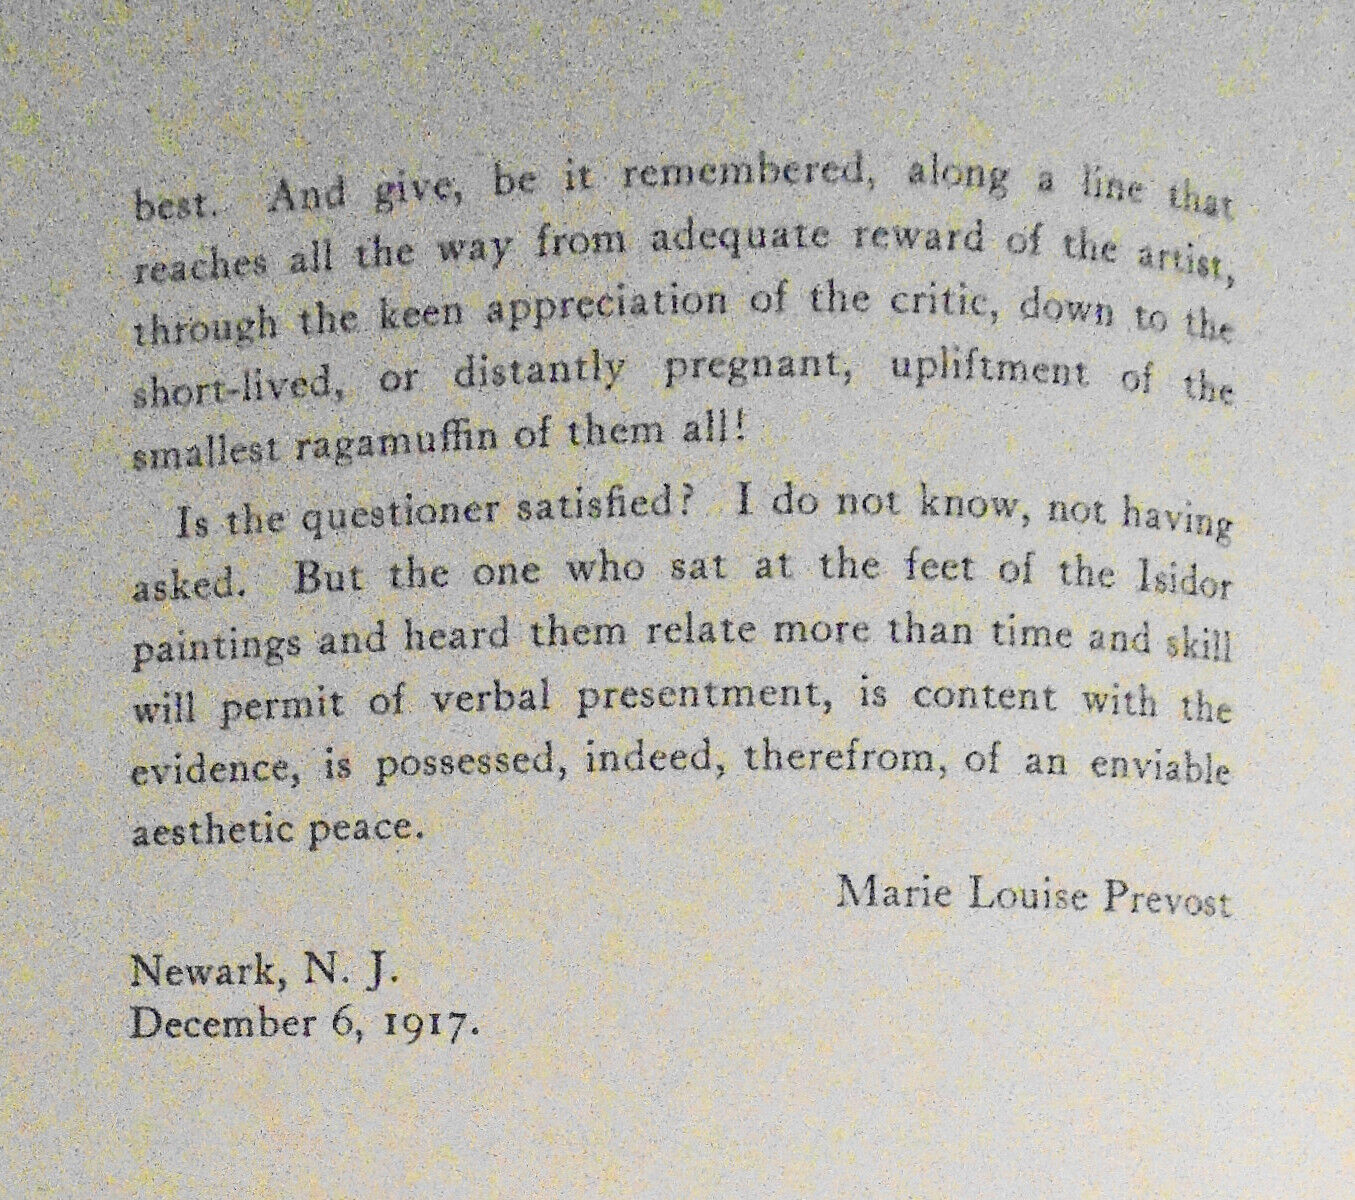 best. And give, be it remembered, along a line that
reaches all the way from adequate reward of the artist,
through the keen appreciation of the critic, down to the
short-lived, or distantly pregnant, upliftment of the
smallest ragamuffin of them all!
Is the questioner satisfied? I do not know, not having
asked. But the one who sat at the feet of the Isidor
paintings and heard them relate more than time and skill
will permit of verbal presentment, is content with the
evidence, is possessed, indeed, therefrom, of an enviable
aesthetic peace.
Marie Louise Prevost
Newark, N. J.
December 6, 1917.